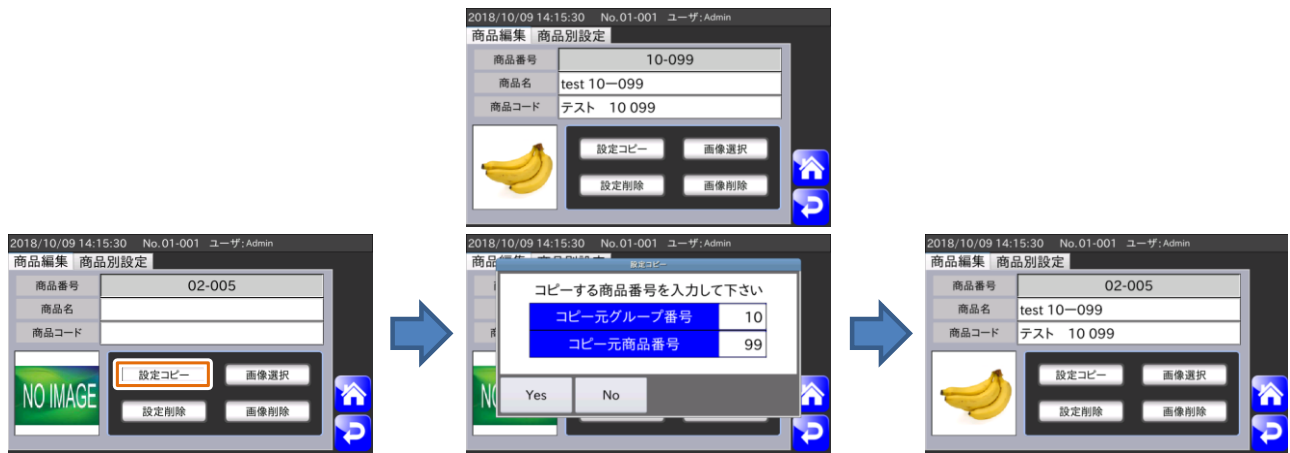 2018/10/09 14:15:30 No.01-001 ユーザ:Admin
商品編集 商品別設定
商品番号 10-099
商品名 test 10ー099
商品コード テスト 10 099
設定コピー 画像選択
設定削除 画像削除
2018/10/09 14:15:30 No.01-001 ユーザ:Admin
商品編集 商品別設定
商品番号 02-005
商品名
商品コード
NO IMAGE
設定コピー 画像選択
設定削除 画像削除
2018/10/09 14:15:30 No.01-001 ユーザ:Admin
設定コピー
コピーする商品番号を入力して下さい
コピー元グループ番号 10
コピー元商品番号 99
Yes No
2018/10/09 14:15:30 No.01-001 ユーザ:Admin
商品編集 商品別設定
商品番号 02-005
商品名 test 10ー099
商品コード テスト 10 099
設定コピー 画像選択
設定削除 画像削除